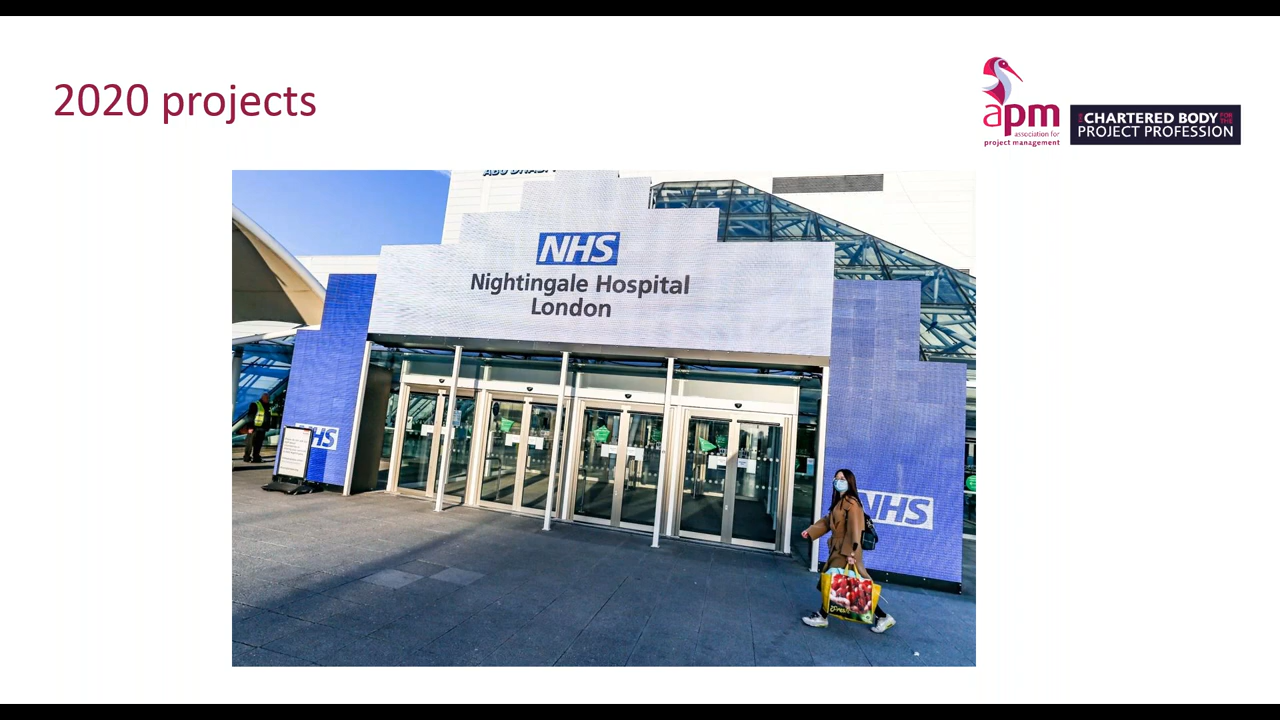 2020 projects
apm
association for
project management
THE CHARTERED BODY FOR THE
PROJECT PROFESSION
NHS
Nightingale Hospital
London
NHS
NHS